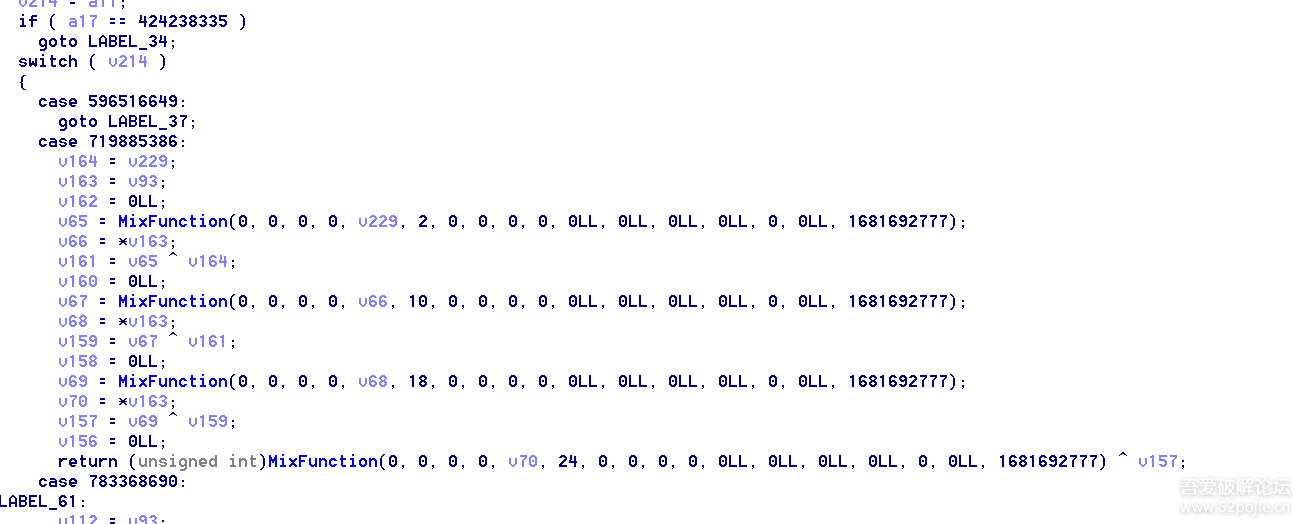 v214 = a11;
if ( a17 == 424238335 )
goto LABEL_34;
switch ( v214 )
{
case 596516649:
goto LABEL_37;
case 719885386:
v164 = v229;
v163 = v93;
v162 = 0LL;
v65 = MixFunction(0, 0, 0, 0, v229, 2, 0, 0, 0, 0, 0LL, 0LL, 0LL, 0LL, 0, 0LL, 1681692777);
v66 = *v163;
v161 = v65 ^ v164;
v160 = 0LL;
v67 = MixFunction(0, 0, 0, 0, v66, 10, 0, 0, 0, 0, 0LL, 0LL, 0LL, 0LL, 0, 0LL, 1681692777);
v68 = *v163;
v159 = v67 ^ v161;
v158 = 0LL;
v69 = MixFunction(0, 0, 0, 0, v68, 18, 0, 0, 0, 0, 0LL, 0LL, 0LL, 0LL, 0, 0LL, 1681692777);
v70 = *v163;
v157 = v69 ^ v159;
v156 = 0LL;
return (unsigned int)MixFunction(0, 0, 0, 0, v70, 24, 0, 0, 0, 0, 0LL, 0LL, 0LL, 0LL, 0, 0LL, 1681692777) ^ v157;
case 783368690:
LABEL_61:
v112 = v93;
吾爱破解论坛
www.52pojie.cn